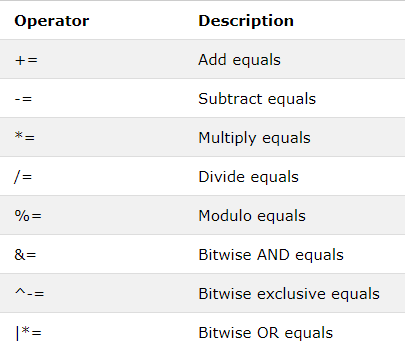 Operator Description
+= Add equals
-= Subtract equals
*= Multiply equals
/= Divide equals
%= Modulo equals
&= Bitwise AND equals
^-= Bitwise exclusive equals
|*= Bitwise OR equals